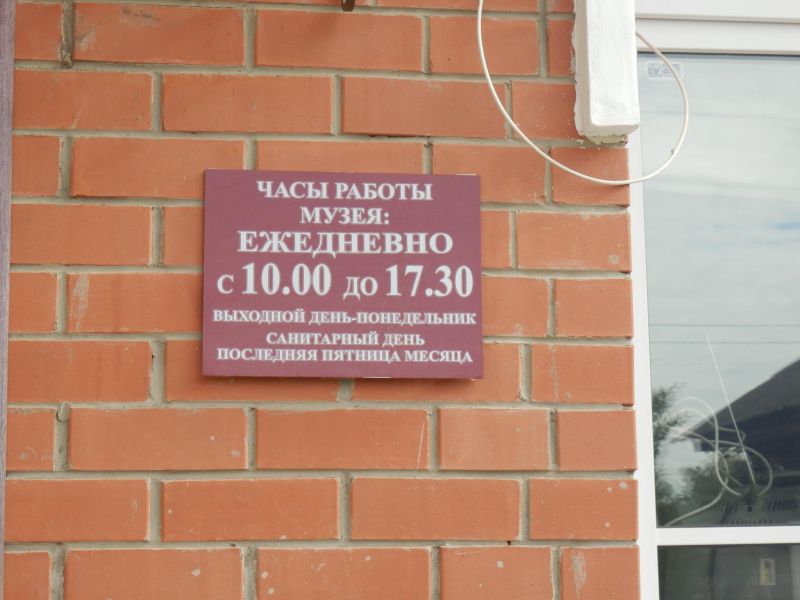 ЧАСЫ РАБОТЫ
МУЗЕЯ:
ЕЖЕДНЕВНО
С 10.00 ДО 17.30
ВЫХОДНОЙ ДЕНЬ-ПОНЕДЕЛЬНИК
САНИТАРНЫЙ ДЕНЬ
ПОСЛЕДНЯЯ ПЯТНИЦА МЕСЯЦА